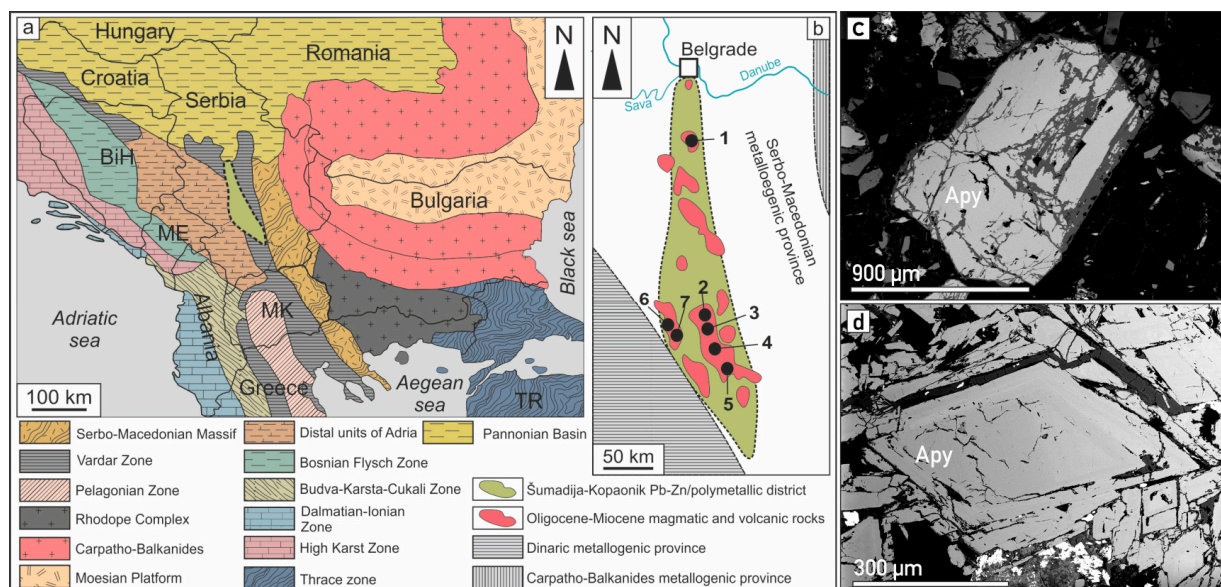 a
Hungary
Romania
N
Croatia
Serbia
BiH
Bulgaria
ME
Black sea
Adriatic
sea
Albania
MK
Greece
Aegean
sea
TR
100 km
Serbo-Macedonian Massif
Vardar Zone
Pelagonian Zone
Rhodope Complex
Carpatho-Balkanides
Moesian Platform
Distal units of Adria
Bosnian Flysch Zone
Budva-Karsta-Cukali Zone
Dalmatian-Ionian
Zone
High Karst Zone
Thrace zone
Pannonian Basin
b
N
Belgrade
Danube
Sava
Serbo-Macedonian
metalloegenic province
1
2
3
4
5
6
7
50 km
Šumadija-Kopaonik Pb-Zn/polymetallic district
Oligocene-Miocene magmatic and volcanic rocks
Dinaric metallogenic province
Carpatho-Balkanides metallogenic province
c
Apy
900 µm
d
Apy
300 µm